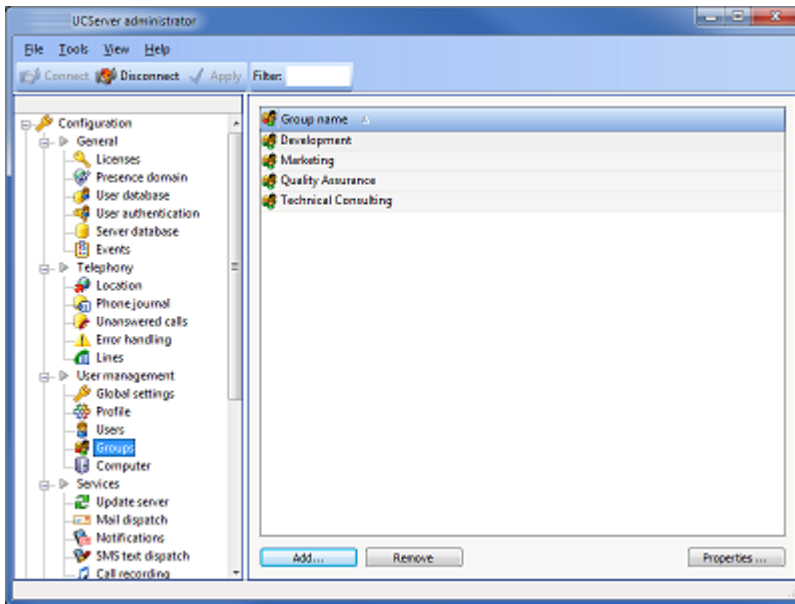 UCServer administrator
File Tools View Help
Connect Disconnect Apply Filter:
Configuration
General
Licenses
Presence domain
User database
User authentication
Server database
Events
Telephony
Location
Phone journal
Unanswered calls
Error handling
Lines
User management
Global settings
Profile
Users
Groups
Computer
Services
Update server
Mail dispatch
Notifications
SMS text dispatch
Call recording
Group name
Development
Marketing
Quality Assurance
Technical Consulting
Add... Remove Properties ...